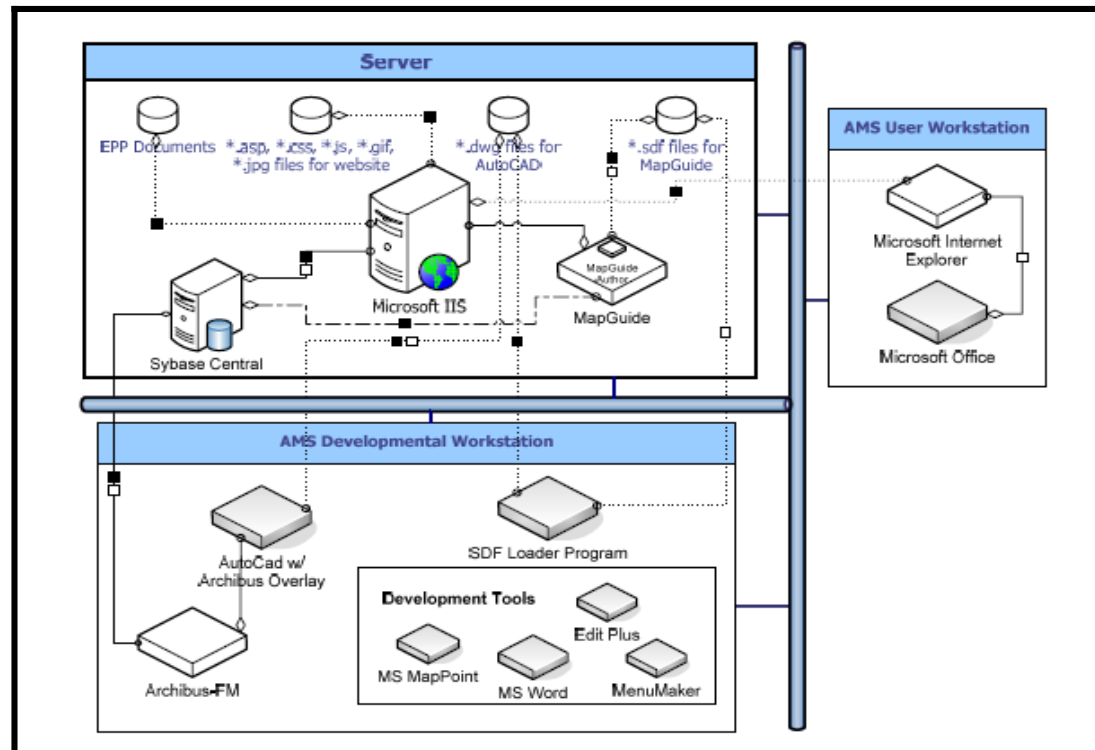 Server
EPP Documents
*.asp, *.css, *.js, *.gif,
*.jpg files for website
*.dwg files for
AutoCAD
*.sdf files for
MapGuide
Microsoft IIS
MapGuide
Author
MapGuide
Sybase Central
AMS User Workstation
Microsoft Internet
Explorer
Microsoft Office
AMS Developmental Workstation
AutoCad w/
Archibus Overlay
SDF Loader Program
Archibus-FM
Development Tools
Edit Plus
MS MapPoint
MS Word
MenuMaker